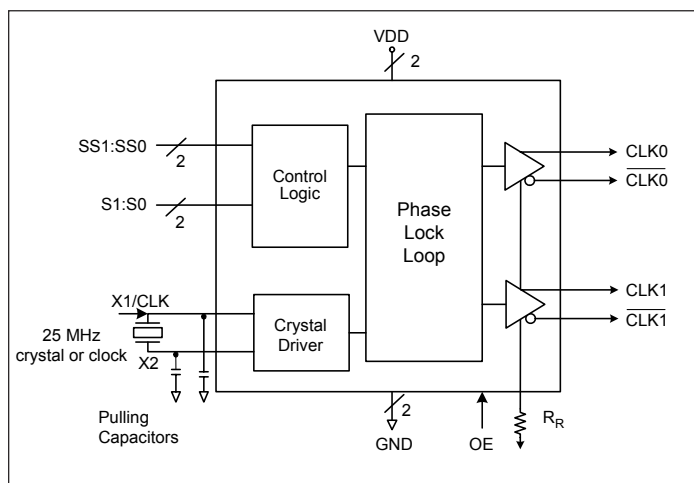 VDD
2
SS1:SS0
2
Control
Logic
S1:S0
2
Phase
Lock
Loop
CLK0
CLK0
X1/CLK
25 MHz
crystal or clock
X2
Crystal
Driver
CLK1
CLK1
Pulling
Capacitors
2
GND
OE
RR